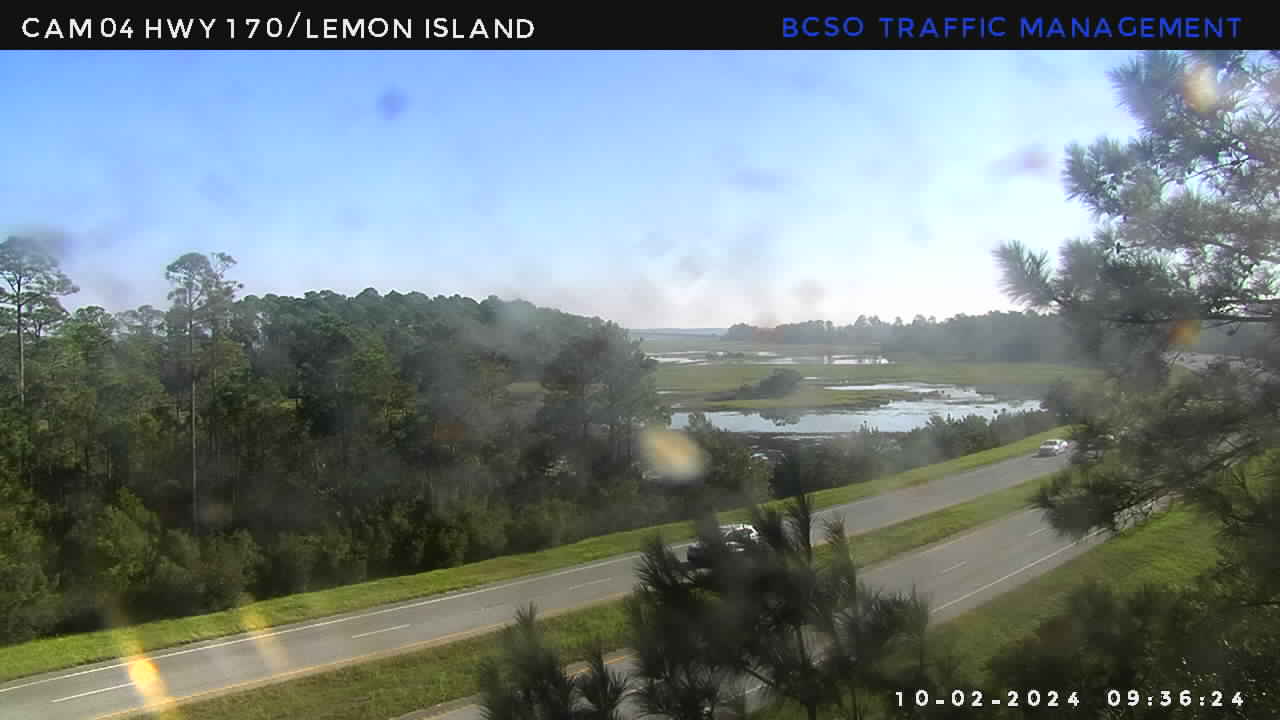 CAM04 HWY 170/LEMON ISLAND
BCSO TRAFFIC MANAGEMENT
10-02-2024 09:36:24